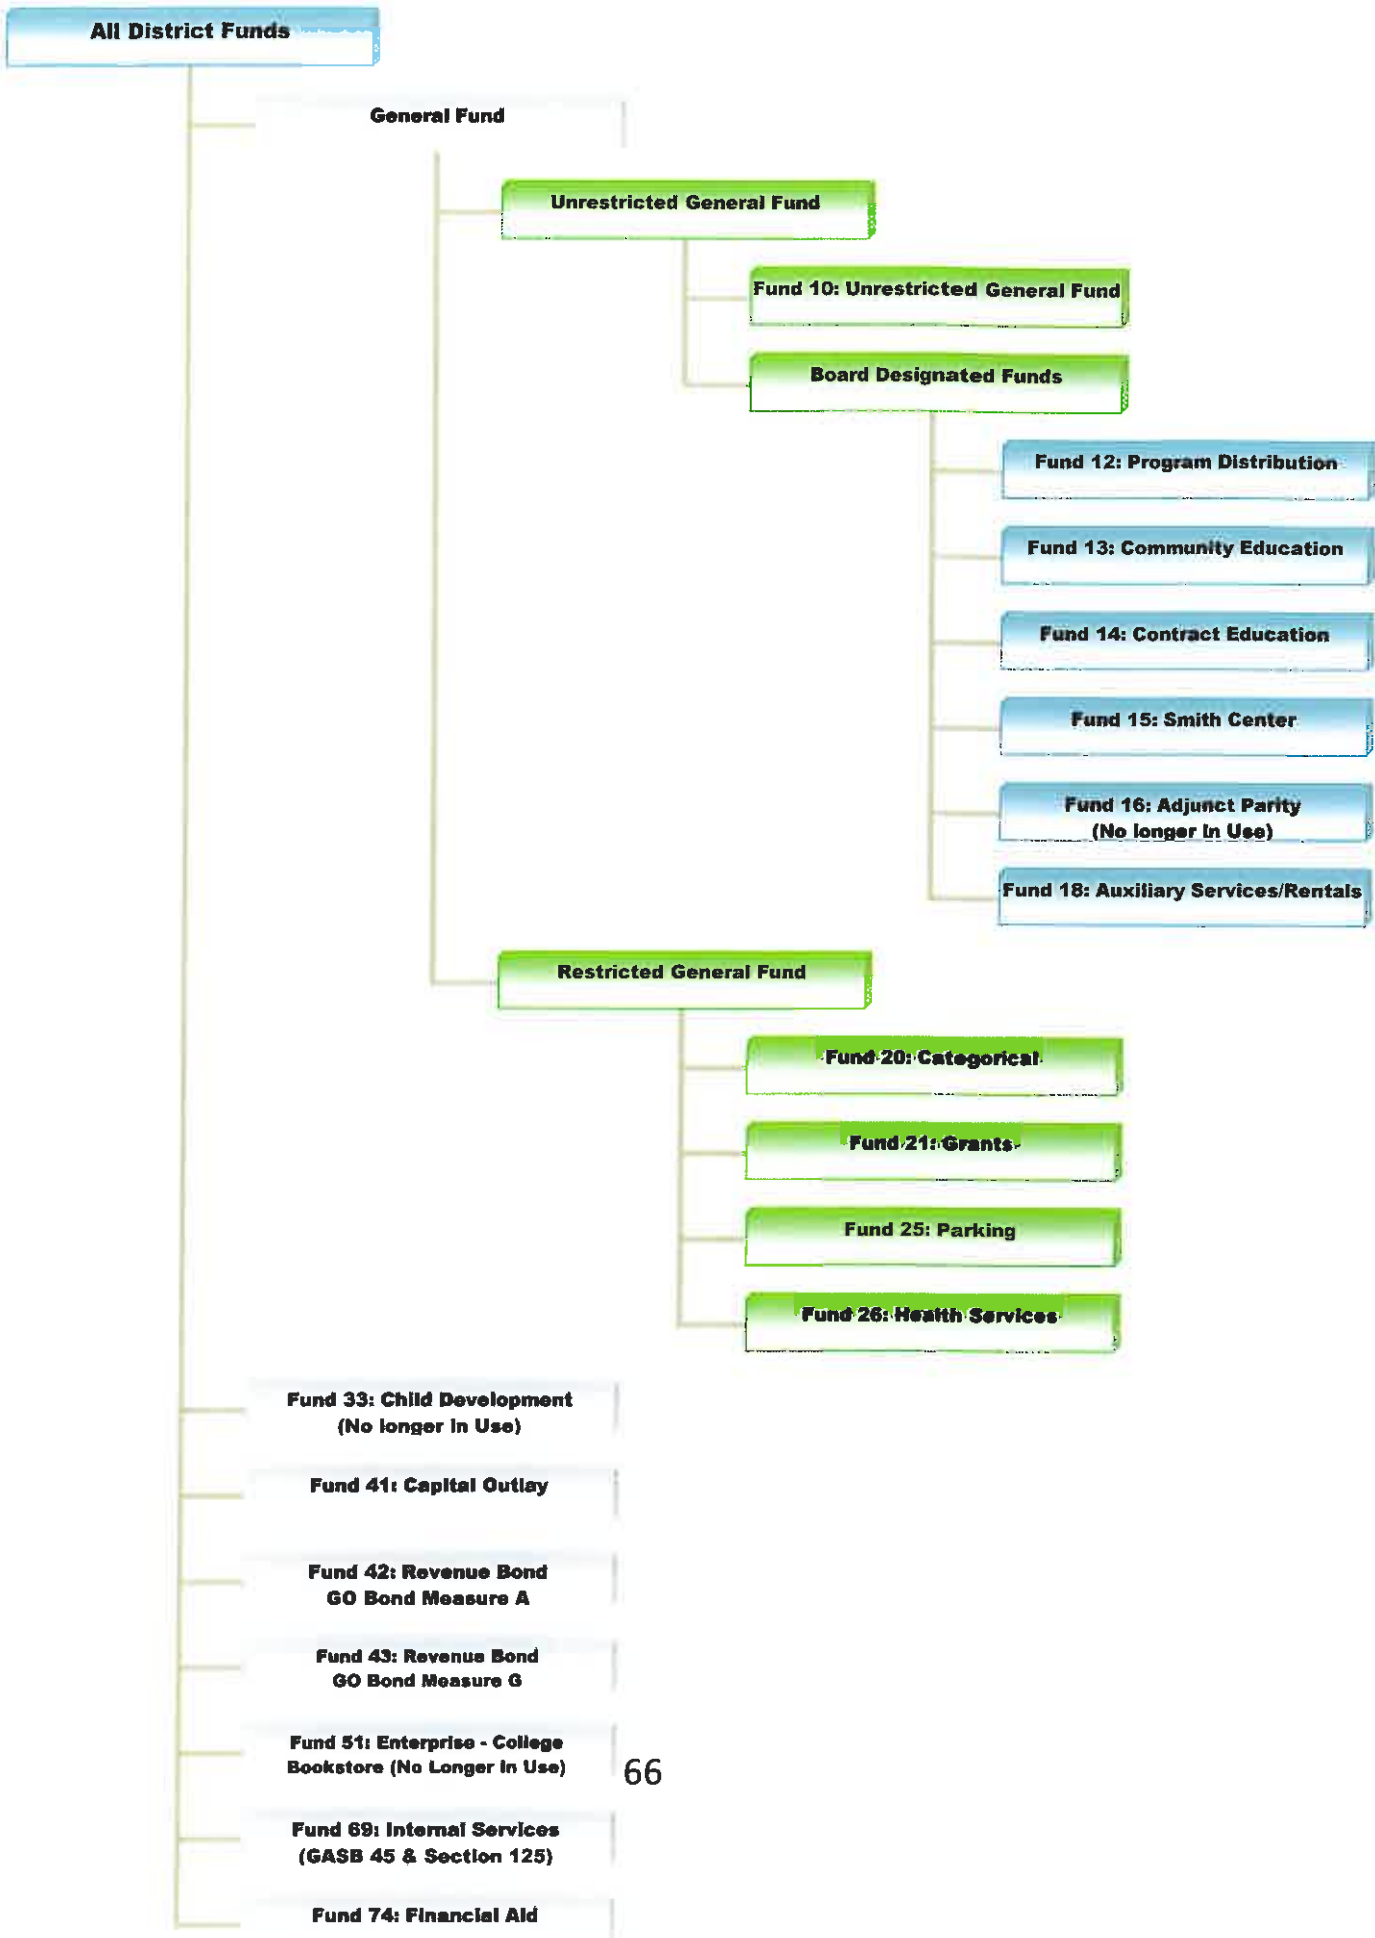 All District Funds
General Fund
Unrestricted General Fund
Fund 10: Unrestricted General Fund
Board Designated Funds
Fund 12: Program Distribution
Fund 13: Community Education
Fund 14: Contract Education
Fund 15: Smith Center
Fund 16: Adjunct Parity
(No longer in Use)
Fund 18: Auxiliary Services/Rentals
Restricted General Fund
Fund 20: Categorical
Fund 21: Grants
Fund 25: Parking
Fund 26: Health Services
Fund 33: Child Development
(No longer in Use)
Fund 41: Capital Outlay
Fund 42: Revenue Bond
GO Bond Measure A
Fund 43: Revenue Bond
GO Bond Measure G
Fund 51: Enterprise - College
Bookstore (No Longer in Use)
66
Fund 69: Internal Services
(GASB 45 & Section 125)
Fund 74: Financial Aid